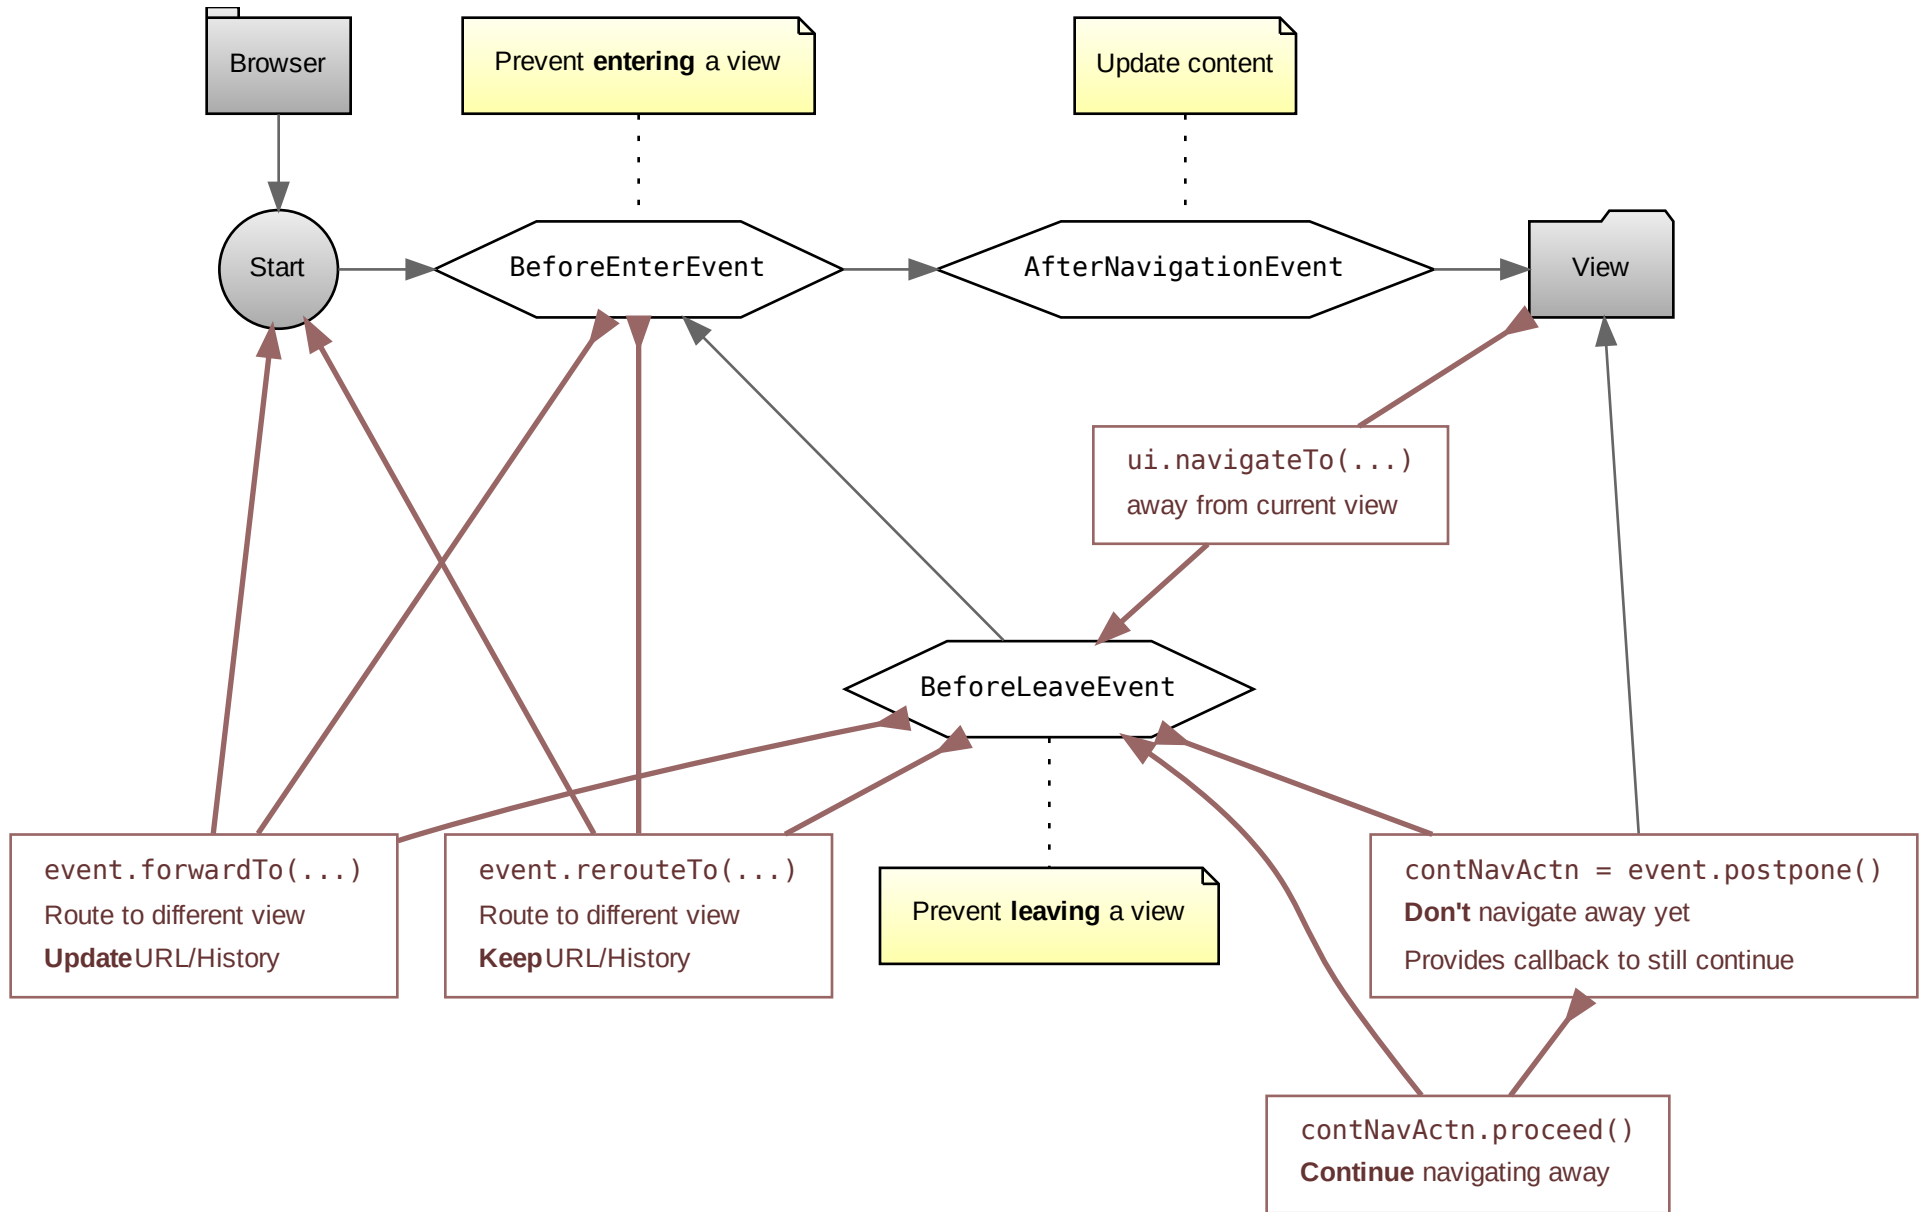 Browser
Prevent entering a view
Update content
Start
BeforeEnterEvent
AfterNavigationEvent
View
ui.navigateTo(...)
away from current view
BeforeLeaveEvent
event.forwardTo(...)
Route to different view
Update URL/History
event.rerouteTo(...)
Route to different view
Keep URL/History
Prevent leaving a view
contNavActn = event.postpone()
Don't navigate away yet
Provides callback to still continue
contNavActn.proceed()
Continue navigating away